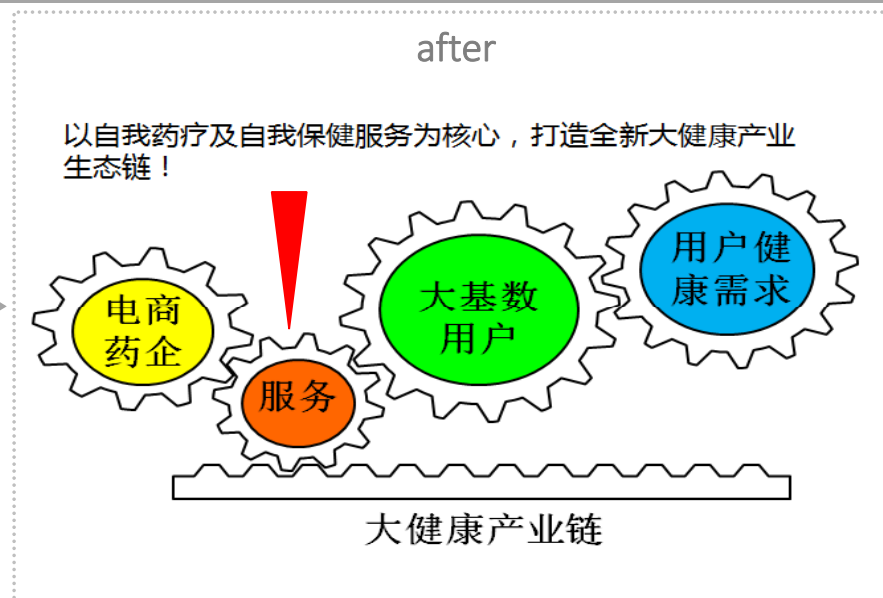 after
以自我药疗及自我保健服务为核心，打造全新大健康产业
生态链！
电商
药企
服务
大基数
用户
用户健
康需求
大健康产业链